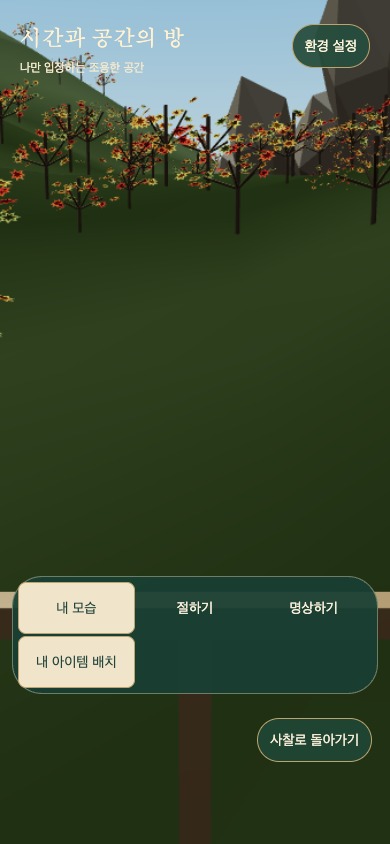 시간과 공간의 방
나만 입장하는 조용한 공간
환경 설정
내 모습
절하기
명상하기
내 아이템 배치
사찰로 돌아가기